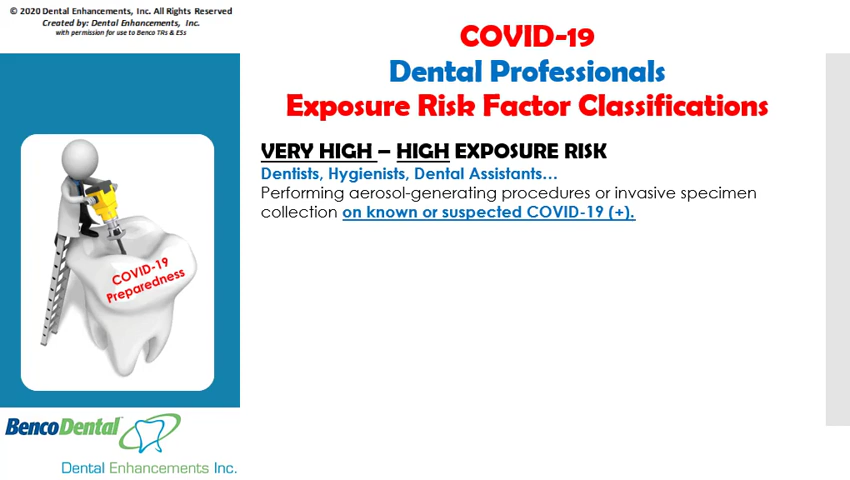 © 2020 Dental Enhancements, Inc. All Rights Reserved
Created by: Dental Enhancements, Inc.
with permission for use to Benco TRs & ESs
COVID-19
Dental Professionals
Exposure Risk Factor Classifications
VERY HIGH – HIGH EXPOSURE RISK
Dentists, Hygienists, Dental Assistants…
Performing aerosol-generating procedures or invasive specimen
collection on known or suspected COVID-19 (+).
COVID-19
Preparedness
BencoDental™
Dental Enhancements Inc.